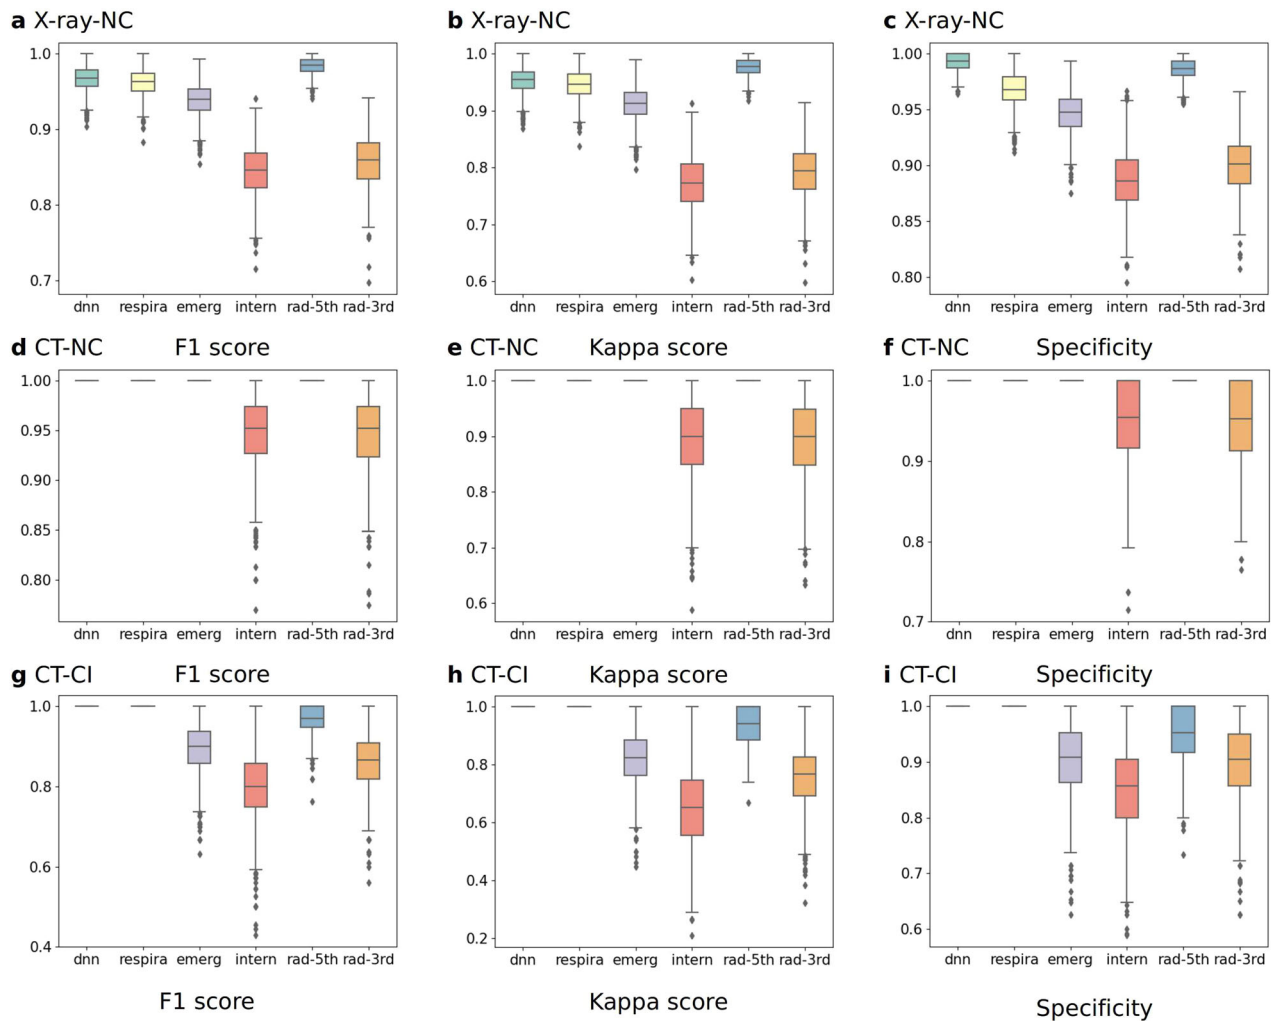 a X-ray-NC
b X-ray-NC
c X-ray-NC
1.0
0.9
0.8
0.7
dnn respira emerg intern rad-5th rad-3rd
F1 score
1.0
0.9
0.8
0.7
0.6
dnn respira emerg intern rad-5th rad-3rd
Kappa score
1.00
0.95
0.90
0.85
0.80
dnn respira emerg intern rad-5th rad-3rd
Specificity
d CT-NC
e CT-NC
f CT-NC
1.00
0.95
0.90
0.85
0.80
dnn respira emerg intern rad-5th rad-3rd
F1 score
1.0
0.9
0.8
0.7
0.6
dnn respira emerg intern rad-5th rad-3rd
Kappa score
1.0
0.9
0.8
0.7
dnn respira emerg intern rad-5th rad-3rd
Specificity
g CT-CI
h CT-CI
i CT-CI
1.0
0.8
0.6
0.4
dnn respira emerg intern rad-5th rad-3rd
F1 score
1.0
0.8
0.6
0.4
0.2
dnn respira emerg intern rad-5th rad-3rd
Kappa score
1.0
0.9
0.8
0.7
0.6
dnn respira emerg intern rad-5th rad-3rd
Specificity